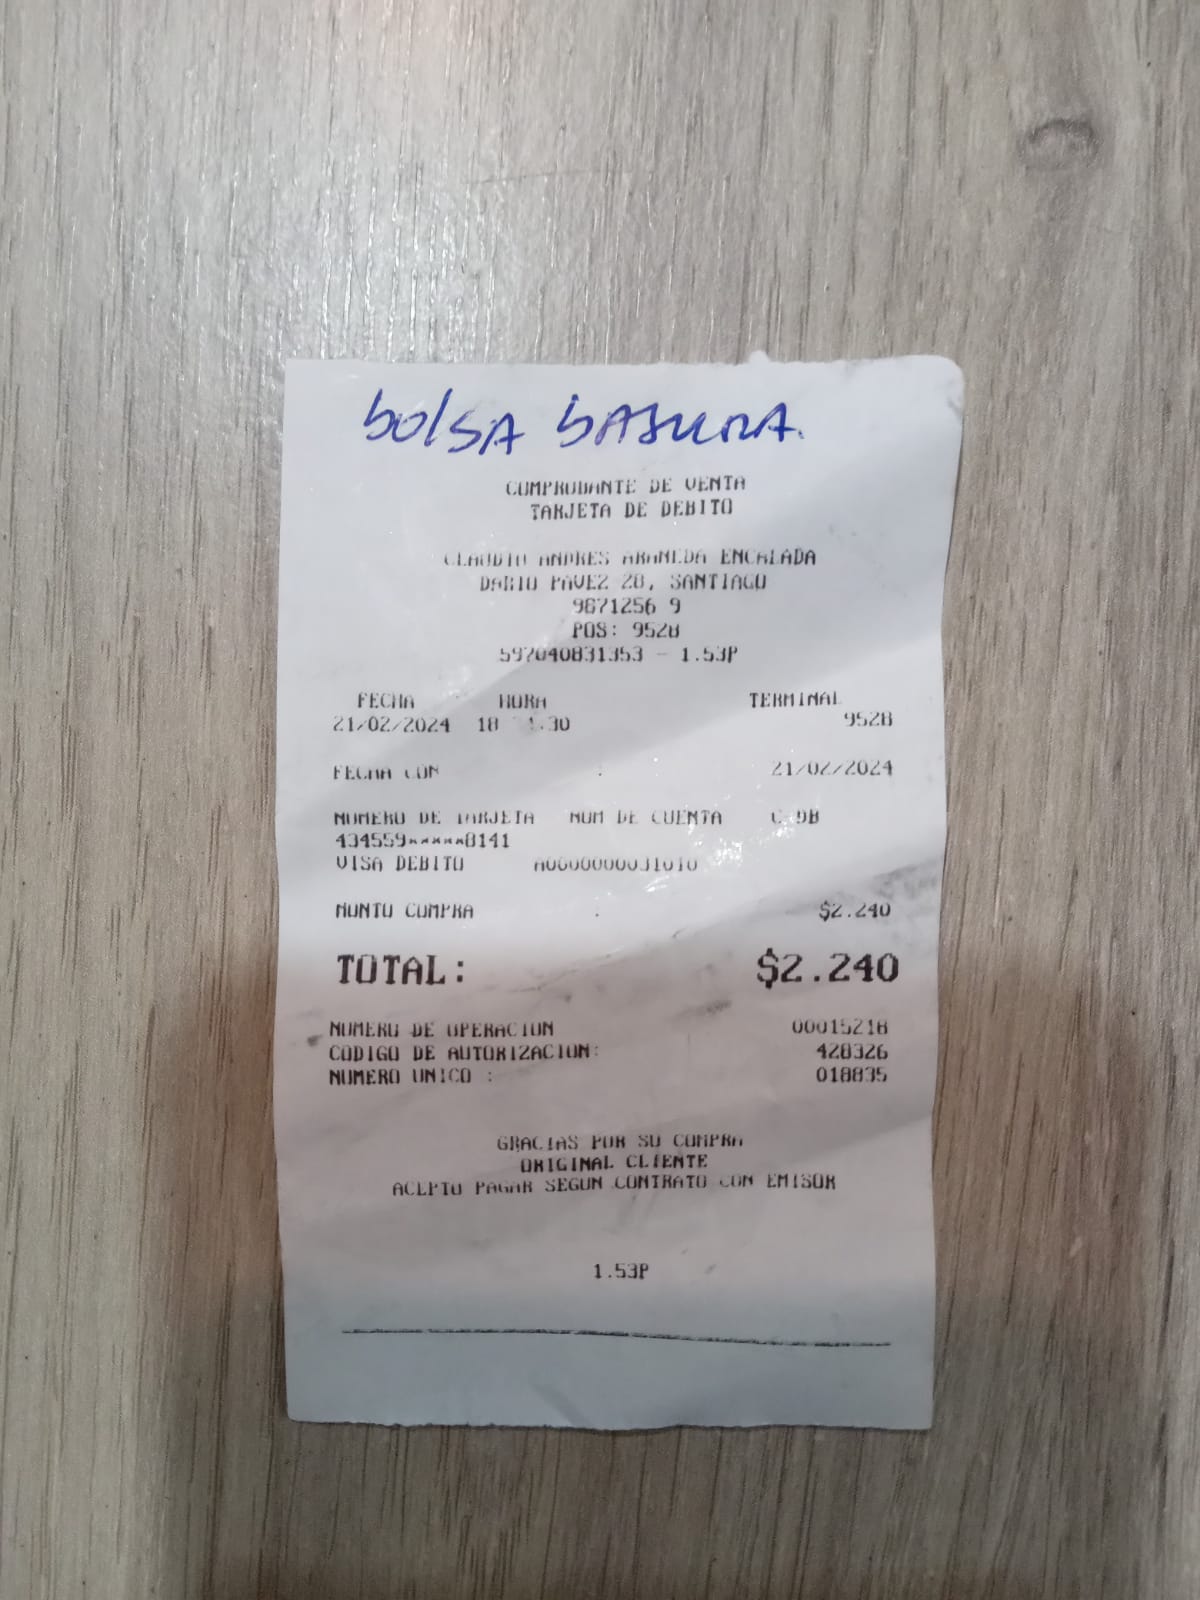 bolsa basura.
COMPROBANTE DE VENTA
TARJETA DE DEBITO
CLAUDIO ANDRES ARANEDA ENCALADA
DARIO PAVEZ 28, SANTIAGO
9671256 9
POS: 9528
597040831353 - 1.53P
FECHA HORA TERMINAL
21/02/2024 18 9528
FECHA CON : 21/02/2024
NUMERO DE TARJETA NUM DE CUENTA
434559*****8141
VISA DEBITO A0000000031010
MONTO COMPRA : $2.240
TOTAL: $2.240
NUMERO DE OPERACION 00015218
CODIGO DE AUTORIZACION: 428326
NUMERO UNICO : 018835
GRACIAS POR SU COMPRA
ORIGINAL CLIENTE
ACEPTO PAGAR SEGUN CONTRATO CON EMISOR
1.53P